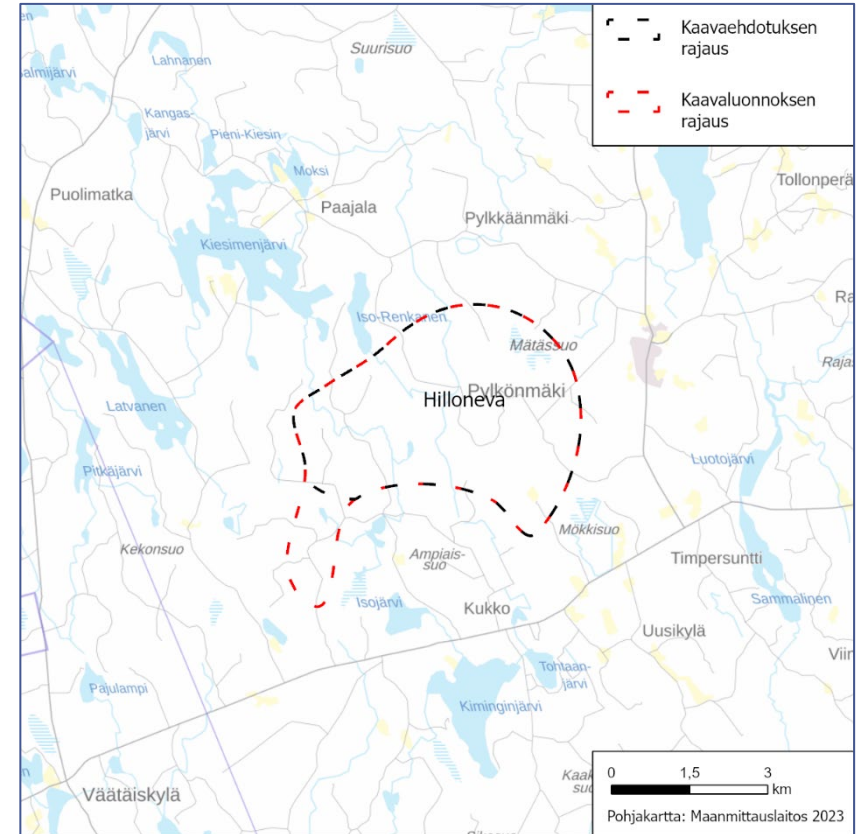 Kaavaehdotuksen
rajaus
Kaavaluonnoksen
rajaus
Suurisuo
Lahnanen
Kangas-
järvi
Pieni-Kiesin
Moksi
Puolimatka
Paajala
Pylkkäänmäki
Tollonperä
Kiesimenjärvi
Iso-Renkanen
Mätässuo
Pylkönmäki
Hilloneva
Latvanen
Pitkäjärvi
Luotojärvi
Kekonsuo
Ampiais-
suo
Mökkisuo
Timpersuntti
Isojärvi
Kukko
Sammalinen
Uusikylä
Pajulampi
Tohtaan-
järvi
Kiminginjärvi
Väätäiskylä
0 1,5 3
km
Pohjakartta: Maanmittauslaitos 2023